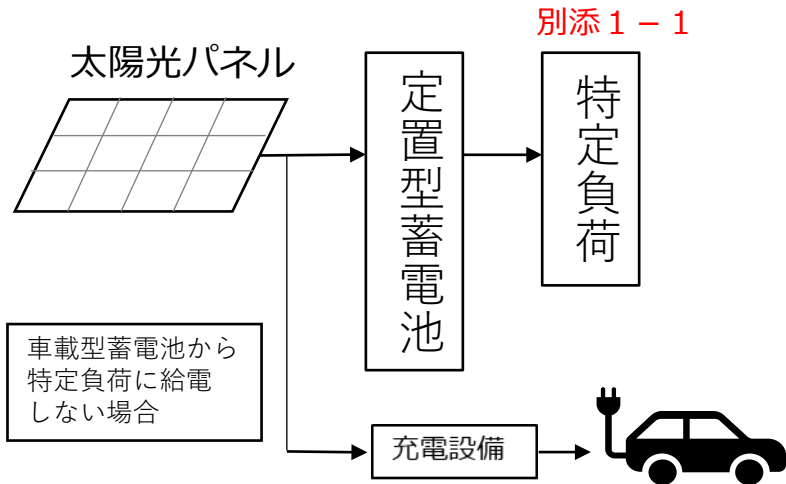 別添１－１
太陽光パネル
定置型蓄電池
特定負荷
車載型蓄電池から
特定負荷に給電
しない場合
充電設備